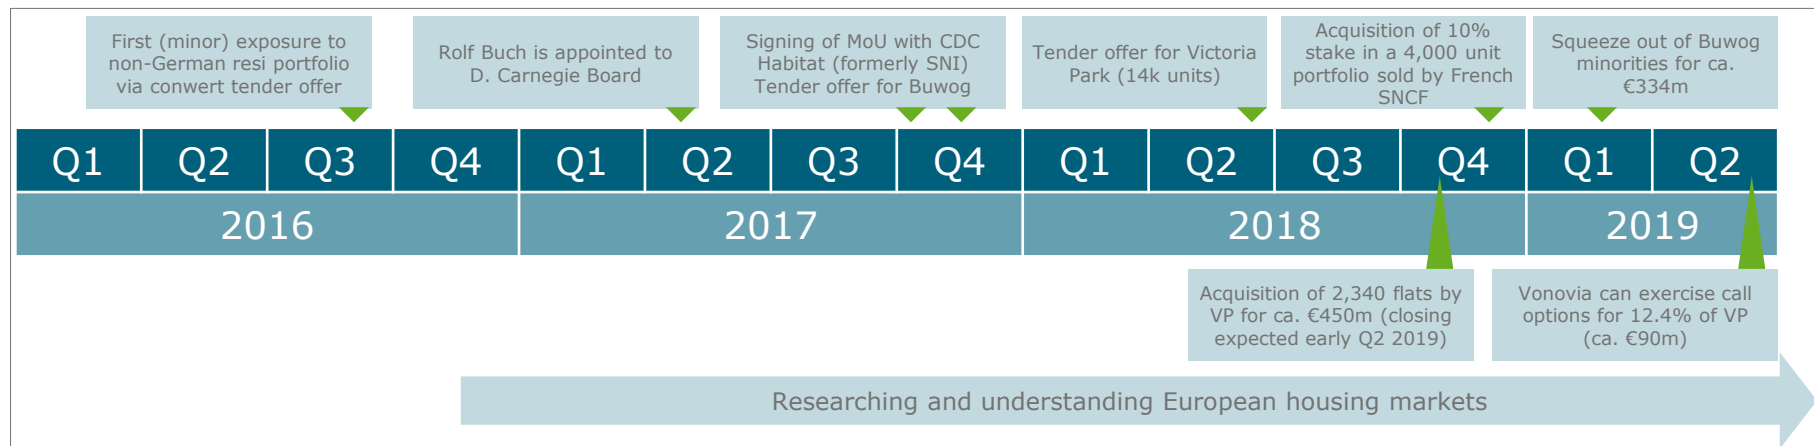 First (minor) exposure to
non-German resi portfolio
via conwert tender offer
Rolf Buch is appointed to
D. Carnegie Board
Signing of MoU with CDC
Habitat (formerly SNI)
Tender offer for Buwog
Tender offer for Victoria
Park (14k units)
Acquisition of 10%
stake in a 4,000 unit
portfolio sold by French
SNCF
Squeeze out of Buwog
minorities for ca.
€334m
Q1 Q2 Q3 Q4 Q1 Q2 Q3 Q4 Q1 Q2 Q3 Q4 Q1 Q2
2016 2017 2018 2019
Acquisition of 2,340 flats by
VP for ca. €450m (closing
expected early Q2 2019)
Vonovia can exercise call
options for 12.4% of VP
(ca. €90m)
Researching and understanding European housing markets